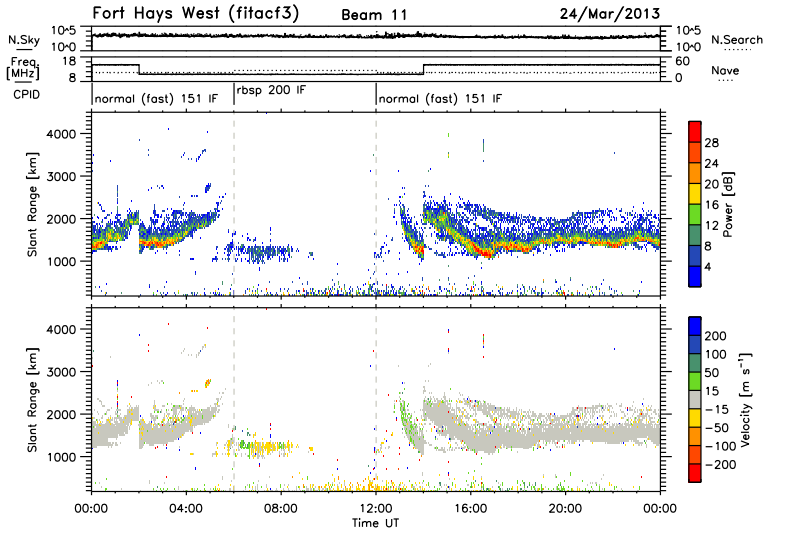 Fort Hays West (fitacf3) Beam 11 24/Mar/2013
N.Sky 10^5 10^0 10^5 10^0 N.Search
Freq. [MHz] 18 8 60 0 Nave
CPID normal (fast) 151 IF rbsp 200 IF normal (fast) 151 IF
Slant Range [km]
4000
3000
2000
1000
28
24
20
16
12
8
4
Power [dB]
Slant Range [km]
4000
3000
2000
1000
200
100
50
15
-15
-50
-100
-200
Velocity [m s⁻¹]
00:00 04:00 08:00 12:00 16:00 20:00 00:00
Time UT